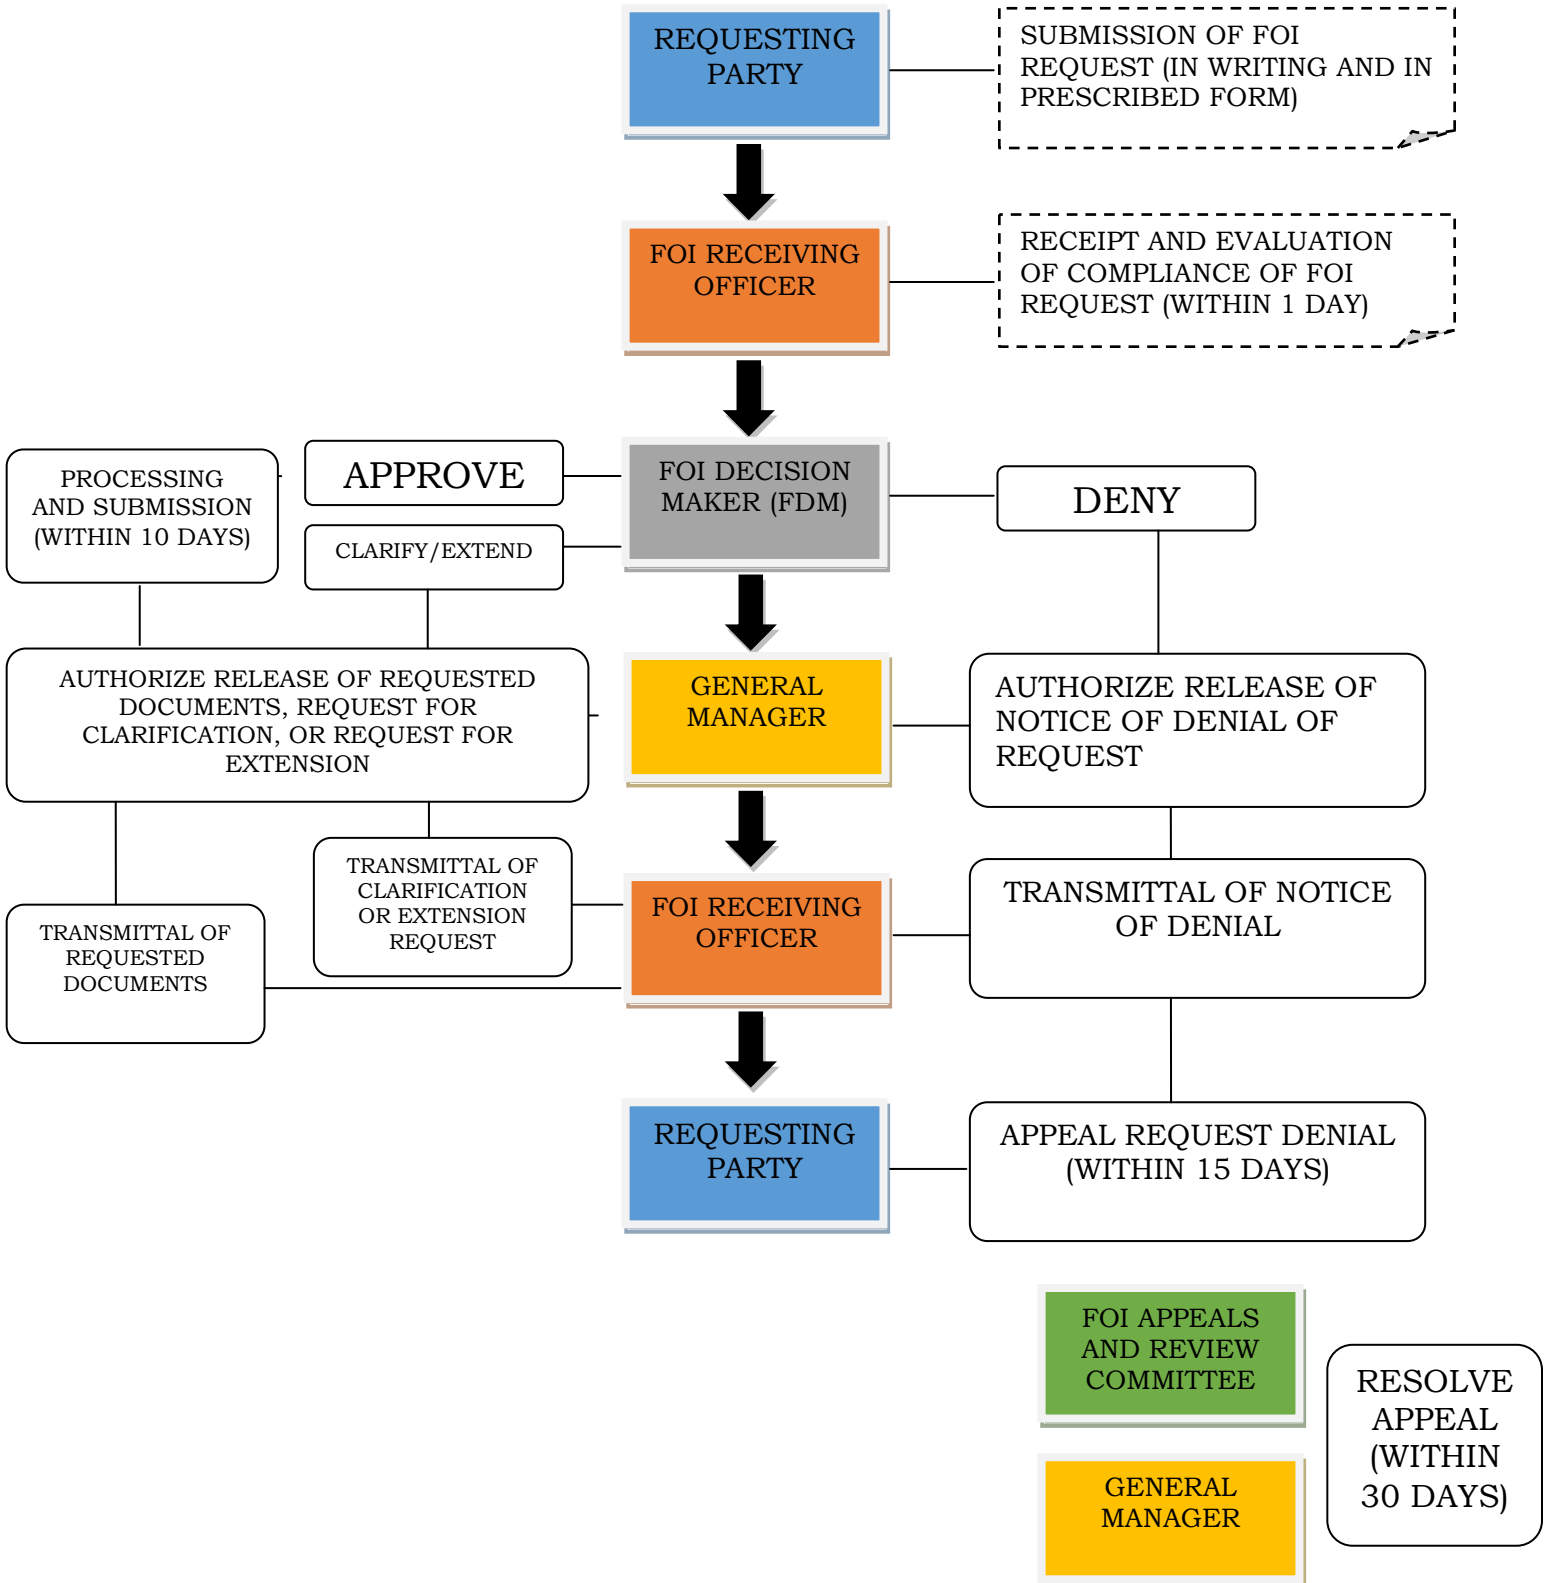 REQUESTING
PARTY
SUBMISSION OF FOI
REQUEST (IN WRITING AND IN
PRESCRIBED FORM)
FOI RECEIVING
OFFICER
RECEIPT AND EVALUATION
OF COMPLIANCE OF FOI
REQUEST (WITHIN 1 DAY)
PROCESSING
AND SUBMISSION
(WITHIN 10 DAYS)
APPROVE
CLARIFY/EXTEND
FOI DECISION
MAKER (FDM)
DENY
AUTHORIZE RELEASE OF REQUESTED
DOCUMENTS, REQUEST FOR
CLARIFICATION, OR REQUEST FOR
EXTENSION
GENERAL
MANAGER
AUTHORIZE RELEASE OF
NOTICE OF DENIAL OF
REQUEST
TRANSMITTAL OF
REQUESTED
DOCUMENTS
TRANSMITTAL OF
CLARIFICATION
OR EXTENSION
REQUEST
FOI RECEIVING
OFFICER
TRANSMITTAL OF NOTICE
OF DENIAL
REQUESTING
PARTY
APPEAL REQUEST DENIAL
(WITHIN 15 DAYS)
FOI APPEALS
AND REVIEW
COMMITTEE
GENERAL
MANAGER
RESOLVE
APPEAL
(WITHIN
30 DAYS)